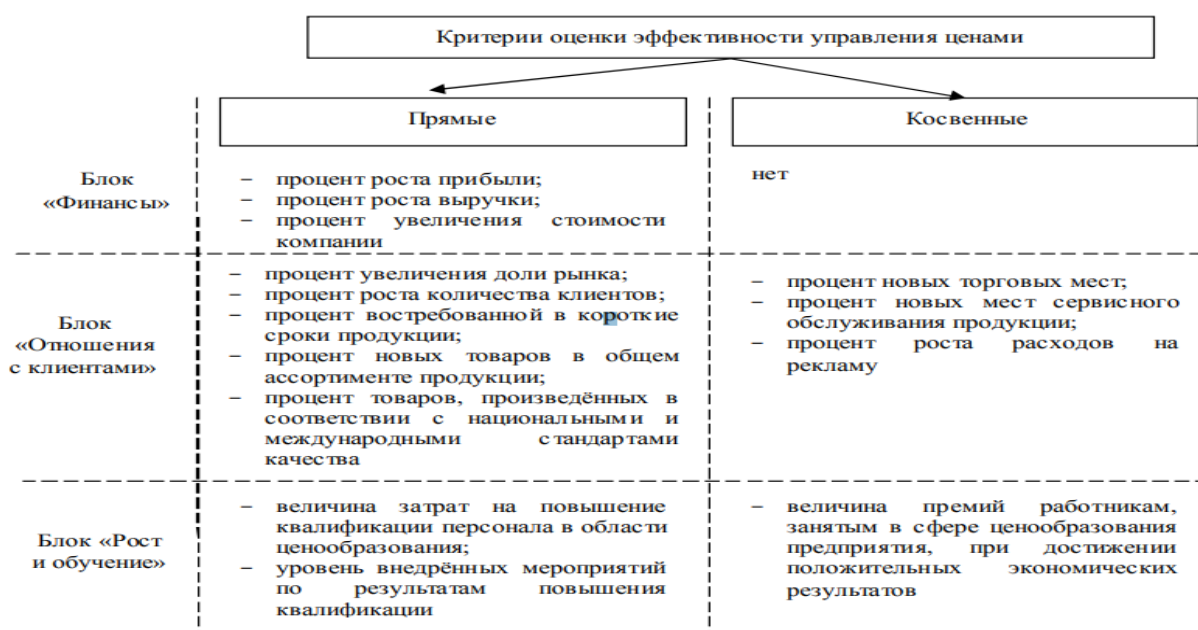 Критерии оценки эффективности управления ценами
Прямые
Косвенные
Блок
«Финансы»
– процент роста прибыли;
– процент роста выручки;
– процент увеличения стоимости
компании
нет
Блок
«Отношения
с клиентами»
– процент увеличения доли рынка;
– процент роста количества клиентов;
– процент востребованной в короткие
сроки продукции;
– процент новых товаров в общем
ассортименте продукции;
– процент товаров, произведённых в
соответствии с национальными и
международными стандартами
качества
– процент новых торговых мест;
– процент новых мест сервисного
обслуживания продукции;
– процент роста расходов на
рекламу
Блок «Рост
и обучение»
– величина затрат на повышение
квалификации персонала в области
ценообразования;
– уровень внедрённых мероприятий
по результатам повышения
квалификации
– величина премий работникам,
занятым в сфере ценообразования
предприятия, при достижении
положительных экономических
результатов